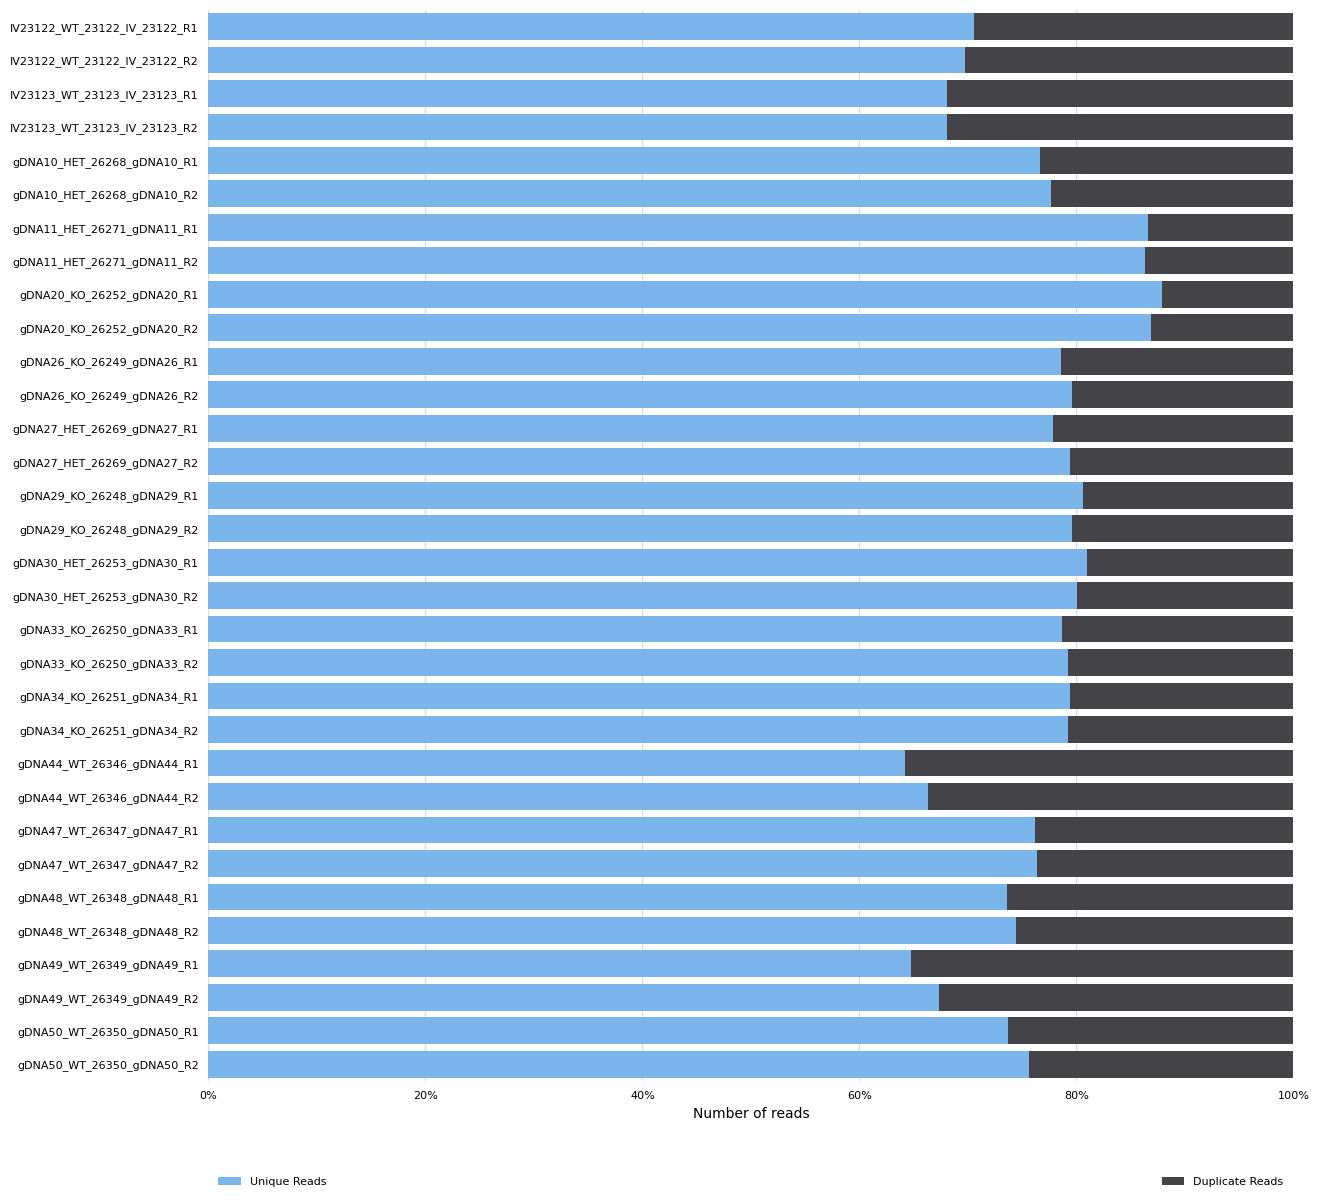 IV23122_WT_23122_IV_23122_R1
IV23122_WT_23122_IV_23122_R2
IV23123_WT_23123_IV_23123_R1
IV23123_WT_23123_IV_23123_R2
gDNA10_HET_26268_gDNA10_R1
gDNA10_HET_26268_gDNA10_R2
gDNA11_HET_26271_gDNA11_R1
gDNA11_HET_26271_gDNA11_R2
gDNA20_KO_26252_gDNA20_R1
gDNA20_KO_26252_gDNA20_R2
gDNA26_KO_26249_gDNA26_R1
gDNA26_KO_26249_gDNA26_R2
gDNA27_HET_26269_gDNA27_R1
gDNA27_HET_26269_gDNA27_R2
gDNA29_KO_26248_gDNA29_R1
gDNA29_KO_26248_gDNA29_R2
gDNA30_HET_26253_gDNA30_R1
gDNA30_HET_26253_gDNA30_R2
gDNA33_KO_26250_gDNA33_R1
gDNA33_KO_26250_gDNA33_R2
gDNA34_KO_26251_gDNA34_R1
gDNA34_KO_26251_gDNA34_R2
gDNA44_WT_26346_gDNA44_R1
gDNA44_WT_26346_gDNA44_R2
gDNA47_WT_26347_gDNA47_R1
gDNA47_WT_26347_gDNA47_R2
gDNA48_WT_26348_gDNA48_R1
gDNA48_WT_26348_gDNA48_R2
gDNA49_WT_26349_gDNA49_R1
gDNA49_WT_26349_gDNA49_R2
gDNA50_WT_26350_gDNA50_R1
gDNA50_WT_26350_gDNA50_R2
0% 20% 40% 60% 80% 100%
Number of reads
Unique Reads Duplicate Reads